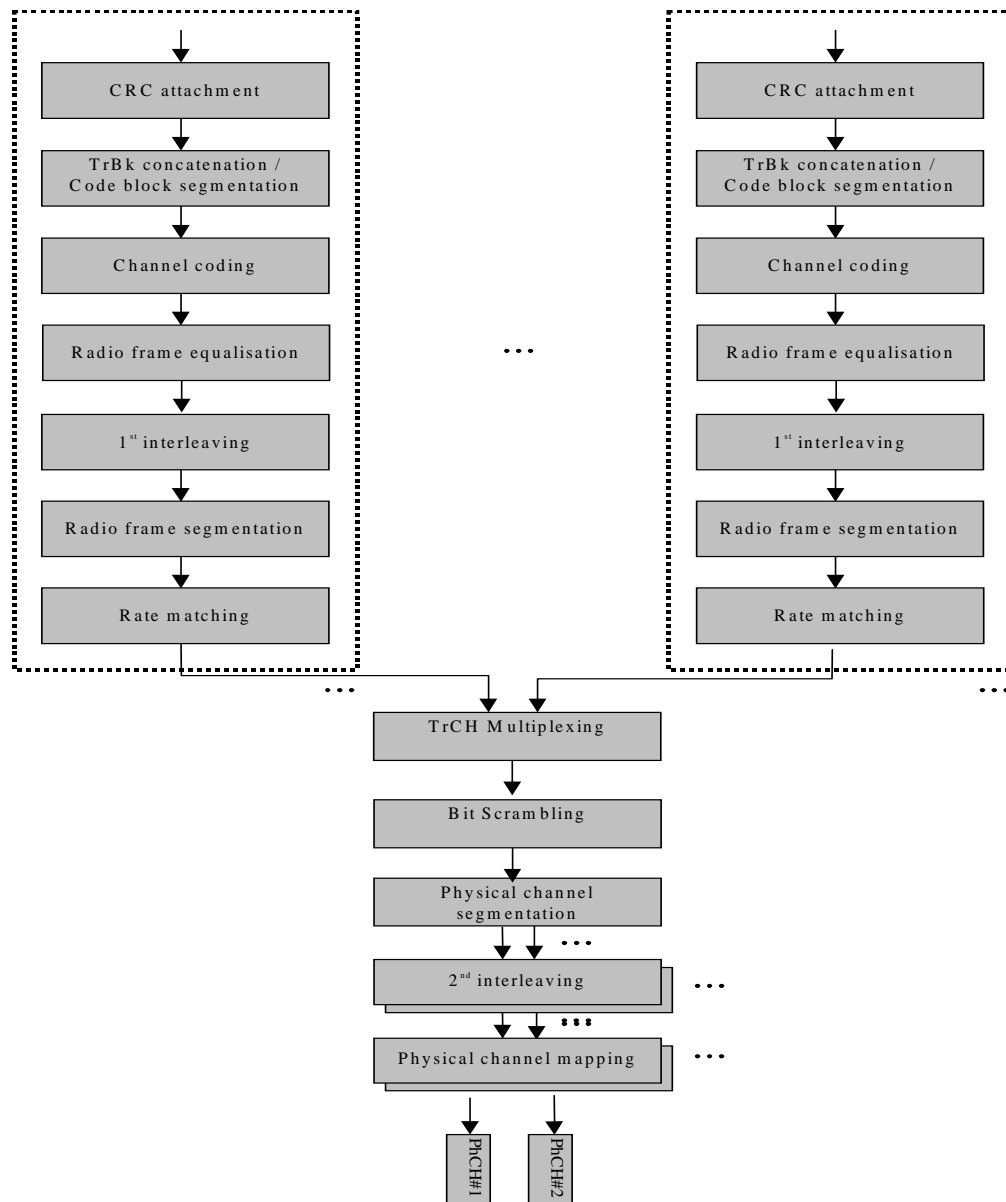 CRC attachment
TrBk concatenation /
Code block segmentation
Channel coding
Radio frame equalisation
1st interleaving
Radio frame segmentation
Rate matching
...
CRC attachment
TrBk concatenation /
Code block segmentation
Channel coding
Radio frame equalisation
1st interleaving
Radio frame segmentation
Rate matching
...
...
TrCH Multiplexing
Bit Scrambling
Physical channel
segmentation
...
2nd interleaving
...
...
Physical channel mapping
...
PhCH#1
PhCH#2